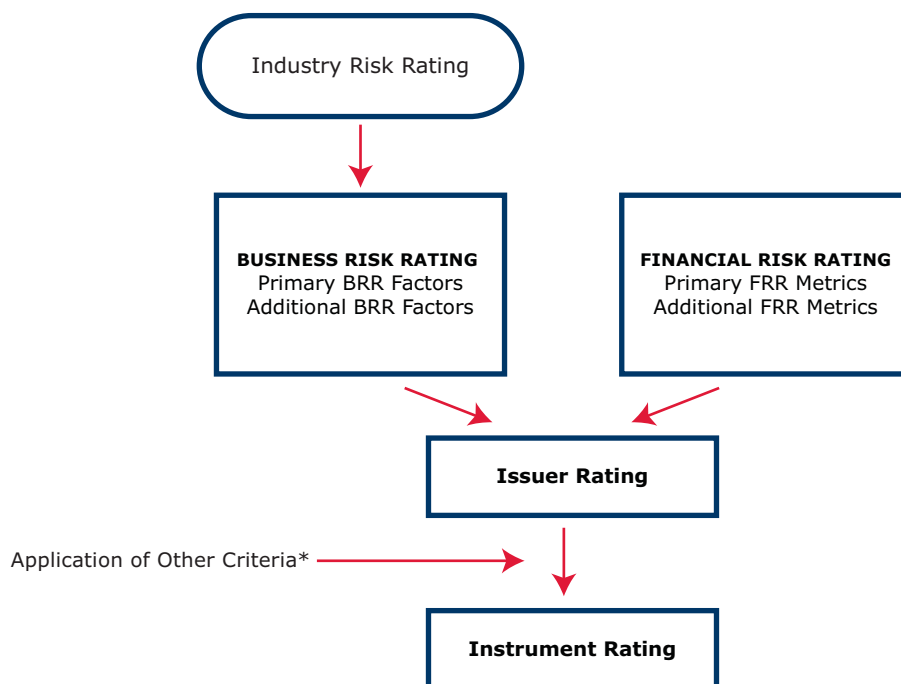 Industry Risk Rating
BUSINESS RISK RATING
Primary BRR Factors
Additional BRR Factors
FINANCIAL RISK RATING
Primary FRR Metrics
Additional FRR Metrics
Issuer Rating
Application of Other Criteria*
Instrument Rating